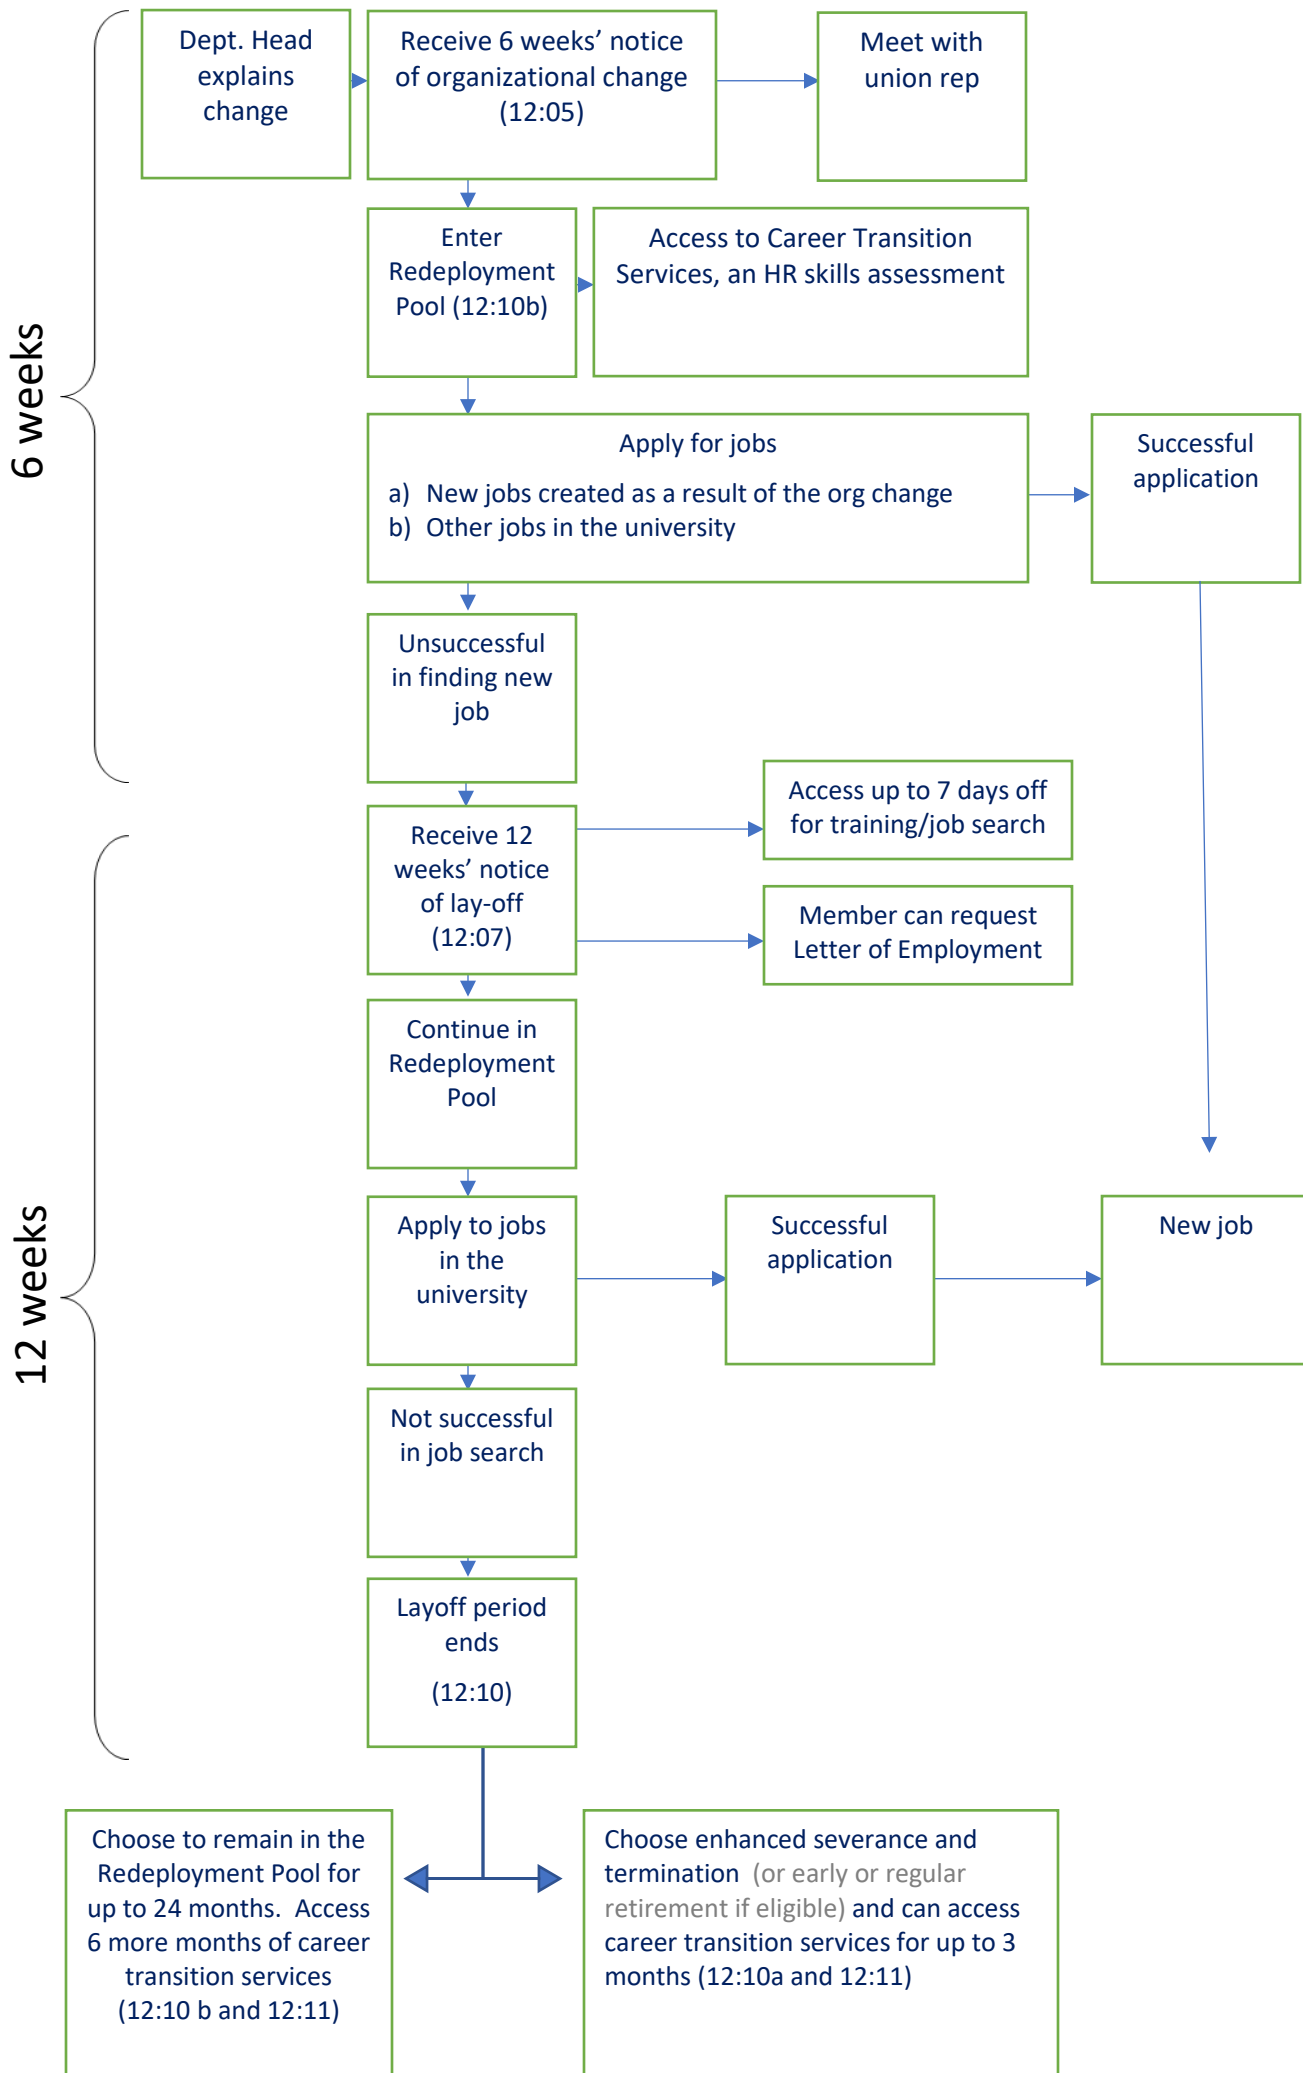 Dept. Head
explains
change
Receive 6 weeks’ notice
of organizational change
(12:05)
Meet with
union rep
Enter
Redeployment
Pool (12:10b)
Access to Career Transition
Services, an HR skills assessment
6 weeks
Apply for jobs
a) New jobs created as a result of the org change
b) Other jobs in the university
Successful
application
Unsuccessful
in finding new
job
Receive 12
weeks’ notice
of lay-off
(12:07)
Access up to 7 days off
for training/job search
Member can request
Letter of Employment
Continue in
Redeployment
Pool
12 weeks
Apply to jobs
in the
university
Successful
application
New job
Not successful
in job search
Layoff period
ends
(12:10)
Choose to remain in the
Redeployment Pool for
up to 24 months. Access
6 more months of career
transition services
(12:10 b and 12:11)
Choose enhanced severance and
termination (or early or regular
retirement if eligible) and can access
career transition services for up to 3
months (12:10a and 12:11)